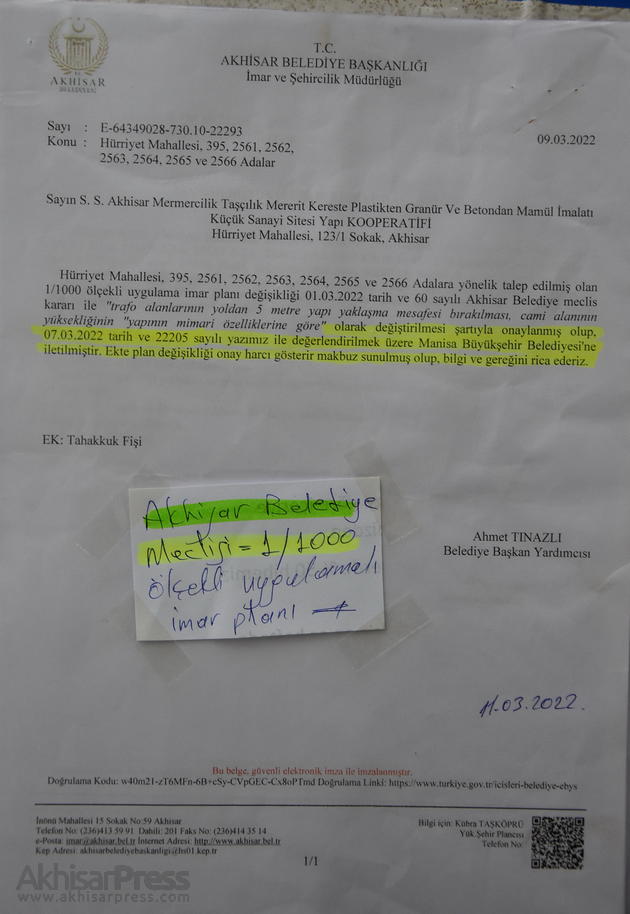 T.C.
AKHİSAR BELEDİYE BAŞKANLIĞI
İmar ve Şehircilik Müdürlüğü
AKHİSAR
BELEDİYESİ
Sayı : E-64349028-730.10-22293
09.03.2022
Konu : Hürriyet Mahallesi, 395, 2561, 2562,
2563, 2564, 2565 ve 2566 Adalar
Sayın S. S. Akhisar Mermercilik Taşçılık Mererit Kereste Plastikten Granür Ve Betondan Mamül İmalatı
Küçük Sanayi Sitesi Yapı KOOPERATİFİ
Hürriyet Mahallesi, 123/1 Sokak, Akhisar
Hürriyet Mahallesi, 395, 2561, 2562, 2563, 2564, 2565 ve 2566 Adalara yönelik talep edilmiş olan
1/1000 ölçekli uygulama imar planı değişikliği 01.03.2022 tarih ve 60 sayılı Akhisar Belediye meclis
kararı ile "trafo alanlarının yoldan 5 metre yapı yaklaşma mesafesi bırakılması, cami alanının
yüksekliğinin "yapının mimari özelliklerine göre" olarak değiştirilmesi şartıyla onaylanmış olup,
07.03.2022 tarih ve 22205 sayılı yazımız ile değerlendirilmek üzere Manisa Büyükşehir Belediyesi'ne
iletilmiştir. Ekte plan değişikliği onay harcı gösterir makbuz sunulmuş olup, bilgi ve gereğini rica ederiz.
EK: Tahakkuk Fişi
Akhisar Belediye
Meclisi = 1/1000
ölçekli uygulamalı
imar planı
Ahmet TINAZLI
Belediye Başkan Yardımcısı
11.03.2022.
Bu belge, güvenli elektronik imza ile imzalanmıştır.
Doğrulama Kodu: w40m21-zT6MFn-6B+cSy-CVpGEC-Cx8oPTmd Doğrulama Linki: https://www.turkiye.gov.tr/icisleri-belediye-ebys
İnönü Mahallesi 15 Sokak No:59 Akhisar
Telefon No: (236)413 59 91 Dahili: 201 Faks No: (236)414 35 14
e-Posta: imar@akhisar.bel.tr İnternet Adresi: http://www.akhisar.bel.tr
Kep Adresi: akhisarbelediyebaskanligi@hs01.kep.tr
Bilgi için: Kübra TAŞKÖPRÜ
Yük.Şehir Plancısı
Telefon No:
1/1
AkhisarPress
www.akhisarpress.com